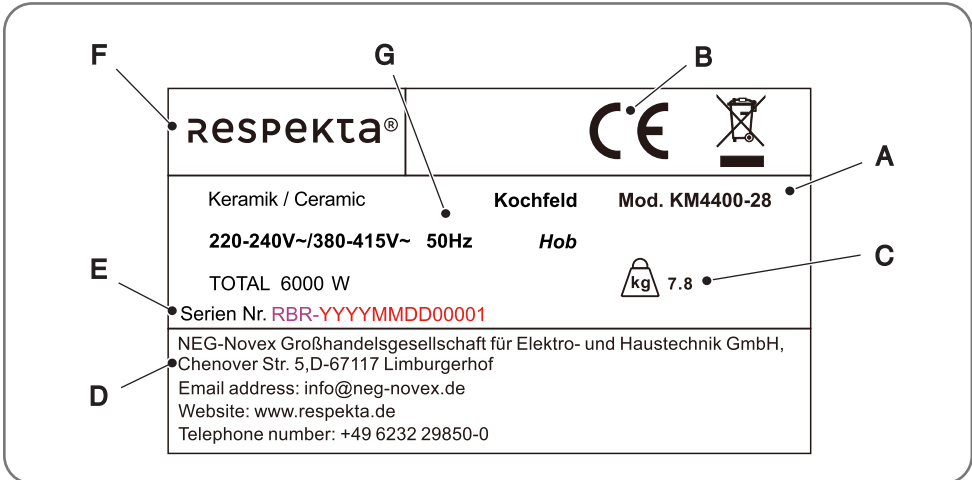 F
G
B
Respekta®
CE
A
Keramik / Ceramic Kochfeld Mod. KM4400-28
220-240V~/380-415V~ 50Hz Hob
C
E
TOTAL 6000 W
kg 7.8
Serien Nr. RBR-YYYYMMDD00001
NEG-Novex Großhandelsgesellschaft für Elektro- und Haustechnik GmbH,
Chenover Str. 5,D-67117 Limburgerhof
D
Email address: info@neg-novex.de
Website: www.respekta.de
Telephone number: +49 6232 29850-0